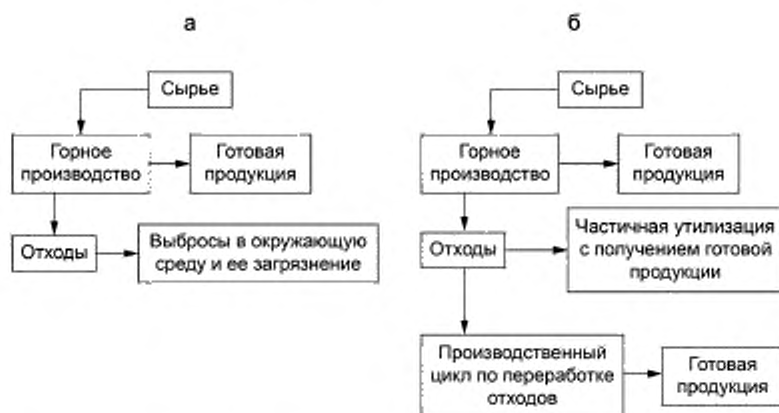 а
Сырье
Горное
производство
Готовая
продукция
Отходы
Выбросы в окружающую
среду и ее загрязнение
б
Сырье
Горное
производство
Готовая
продукция
Отходы
Частичная утилизация
с получением готовой
продукции
Производственный
цикл по переработке
отходов
Готовая
продукция